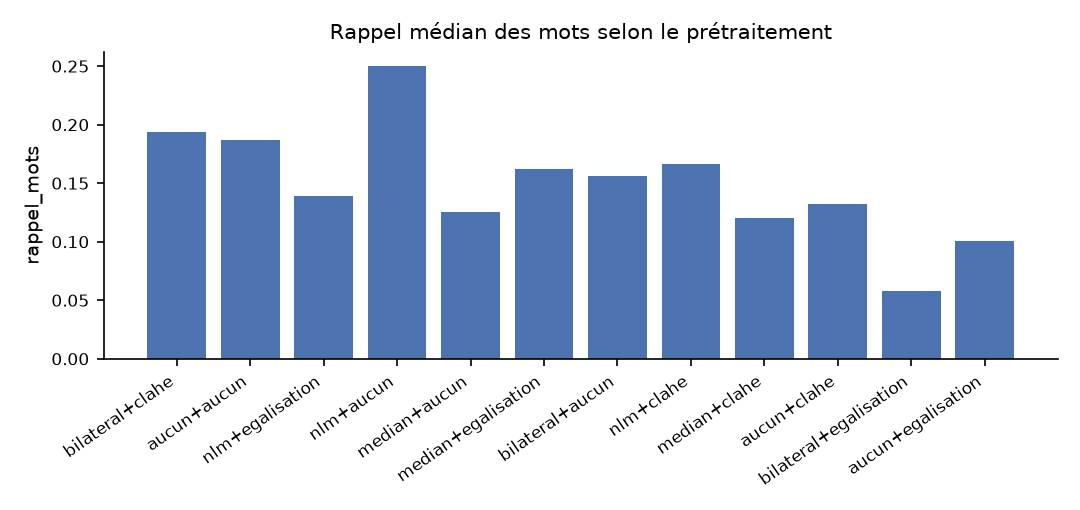 Rappel médian des mots selon le prétraitement
rappel_mots
0.25
0.20
0.15
0.10
0.05
0.00
bilateral+clahe
aucun+aucun
nlm+egalisation
nlm+aucun
median+aucun
median+egalisation
bilateral+aucun
nlm+clahe
median+clahe
aucun+clahe
bilateral+egalisation
aucun+egalisation